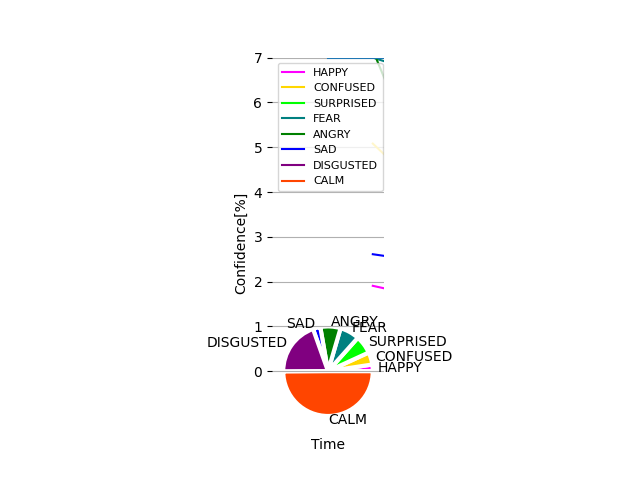 7
6
5
4
3
2
1
0
Confidence[%]
HAPPY
CONFUSED
SURPRISED
FEAR
ANGRY
SAD
DISGUSTED
CALM
SAD
ANGRY
FEAR
DISGUSTED
SURPRISED
CONFUSED
HAPPY
CALM
Time